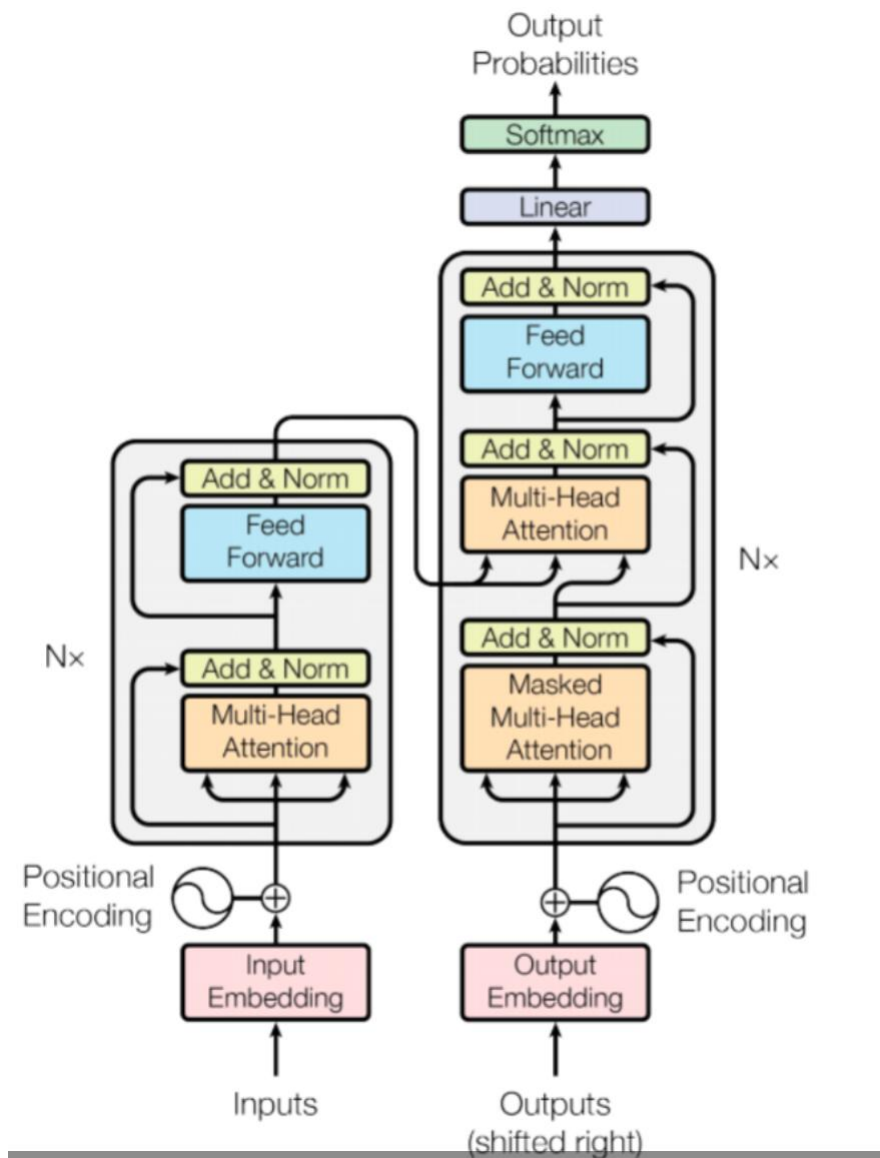 Output
Probabilities
Softmax
Linear
Add & Norm
Feed
Forward
Add & Norm
Multi-Head
Attention
Add & Norm
Masked
Multi-Head
Attention
Nx
Add & Norm
Feed
Forward
Add & Norm
Multi-Head
Attention
Nx
Positional
Encoding
Positional
Encoding
Input
Embedding
Output
Embedding
Inputs
Outputs
(shifted right)